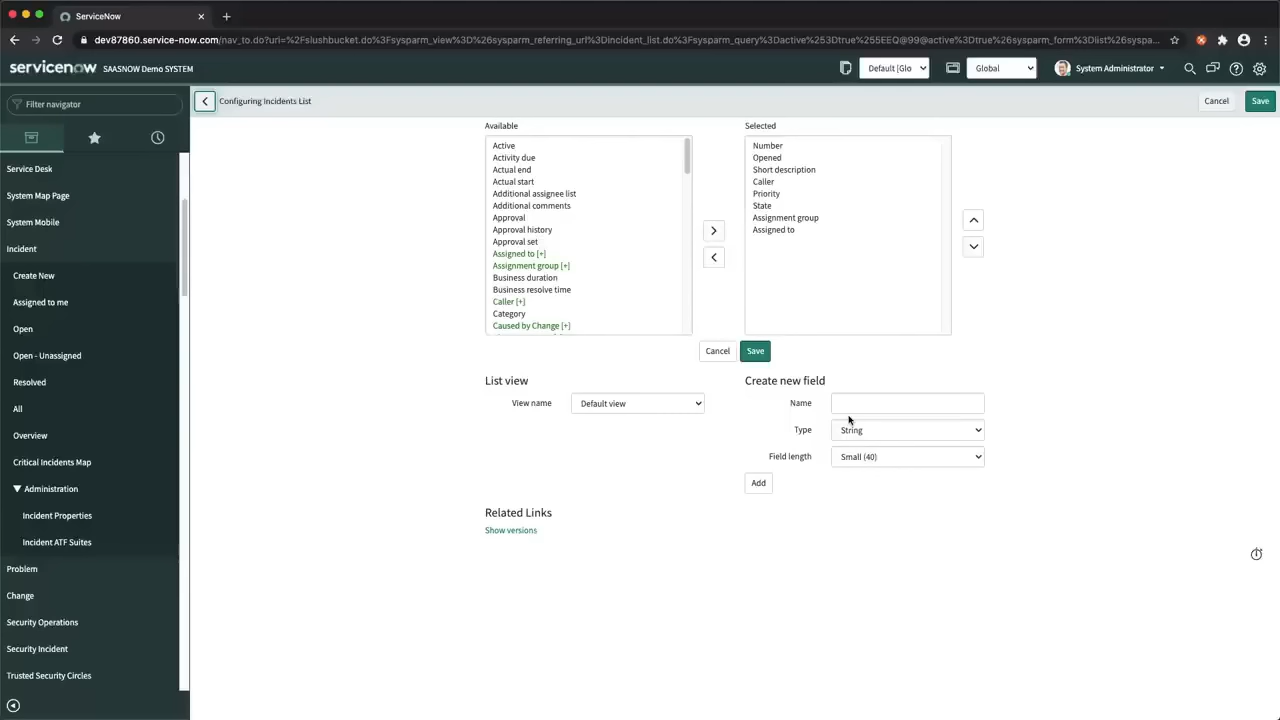 ServiceNow
dev87860.service-now.com/nav_to.do?uri=%2Fslushbucket.do%3Fsysparm_view%3D%26sysparm_referring_url%3Dincident_list.do%3Fsysparm_query%3Dactive%253Dtrue%255EEQ@99@active%3Dtrue%26sysparm_form%3Dlist%26syspa...
servicenow SAASNOW Demo SYSTEM
Default [Glo
Global
System Administrator
Filter navigator
Configuring Incidents List
Cancel
Save
Service Desk
System Map Page
System Mobile
Incident
Create New
Assigned to me
Open
Open - Unassigned
Resolved
All
Overview
Critical Incidents Map
Administration
Incident Properties
Incident ATF Suites
Problem
Change
Security Operations
Security Incident
Trusted Security Circles
Available
Active
Activity due
Actual end
Actual start
Additional assignee list
Additional comments
Approval
Approval history
Approval set
Assigned to [+]
Assignment group [+]
Business duration
Business resolve time
Caller [+]
Category
Caused by Change [+]
Selected
Number
Opened
Short description
Caller
Priority
State
Assignment group
Assigned to
Cancel
Save
List view
View name
Default view
Create new field
Name
Type
String
Field length
Small (40)
Add
Related Links
Show versions